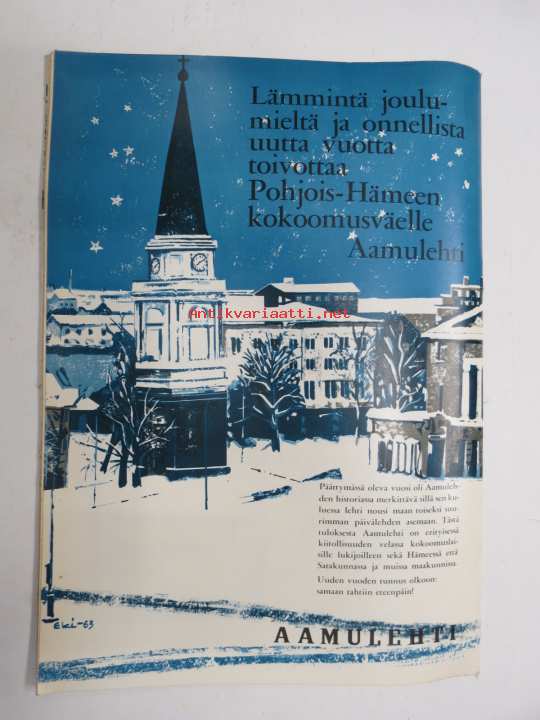 Lämmintä joulu-
mieltä ja onnellista
uutta vuotta
toivottaa
Pohjois-Hämeen
kokoomusväelle
Aamulehti
Antikvariaatti.net
Päättymässä oleva vuosi oli Aamuleh-
den historiassa merkittävä sillä sen ku-
luessa lehti nousi maan toiseksi suu-
rimman päivälehden asemaan. Tästä
tuloksesta Aamulehti on erityisessä
kiitollisuuden velassa kokoomuslai-
sille lukijoilleen sekä Hämeessä että
Satakunnassa ja muissa maakunnissa.
Uuden vuoden tunnus olkoon:
samaan tahtiin eteenpäin!
Eki-63
AAMULEHTI